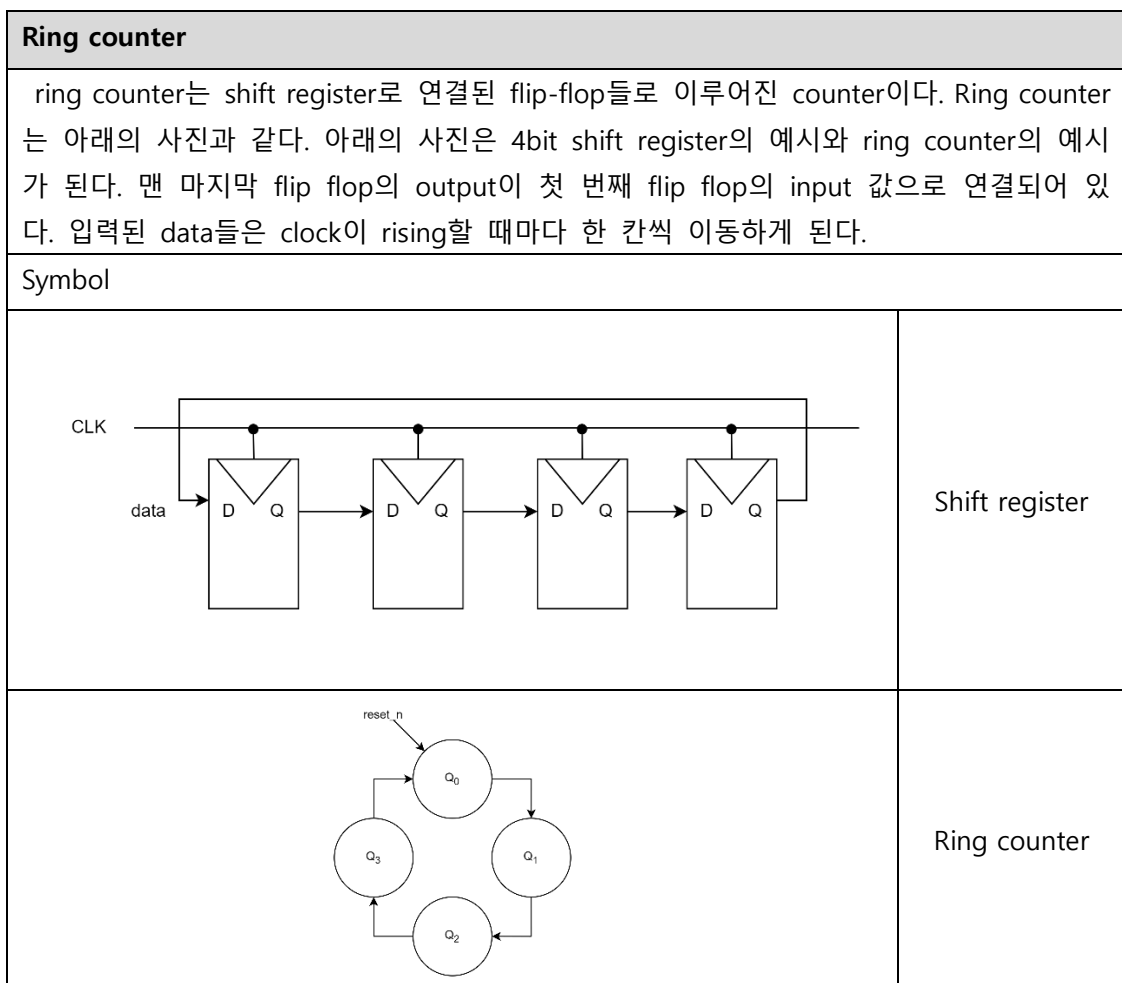 Ring counter
ring counter는 shift register로 연결된 flip-flop들로 이루어진 counter이다. Ring counter
는 아래의 사진과 같다. 아래의 사진은 4bit shift register의 예시와 ring counter의 예시
가 된다. 맨 마지막 flip flop의 output이 첫 번째 flip flop의 input 값으로 연결되어 있
다. 입력된 data들은 clock이 rising할 때마다 한 칸씩 이동하게 된다.
Symbol
CLK
data
D Q D Q D Q D Q
Shift register
reset_n
Q0
Q3 Q1
Q2
Ring counter